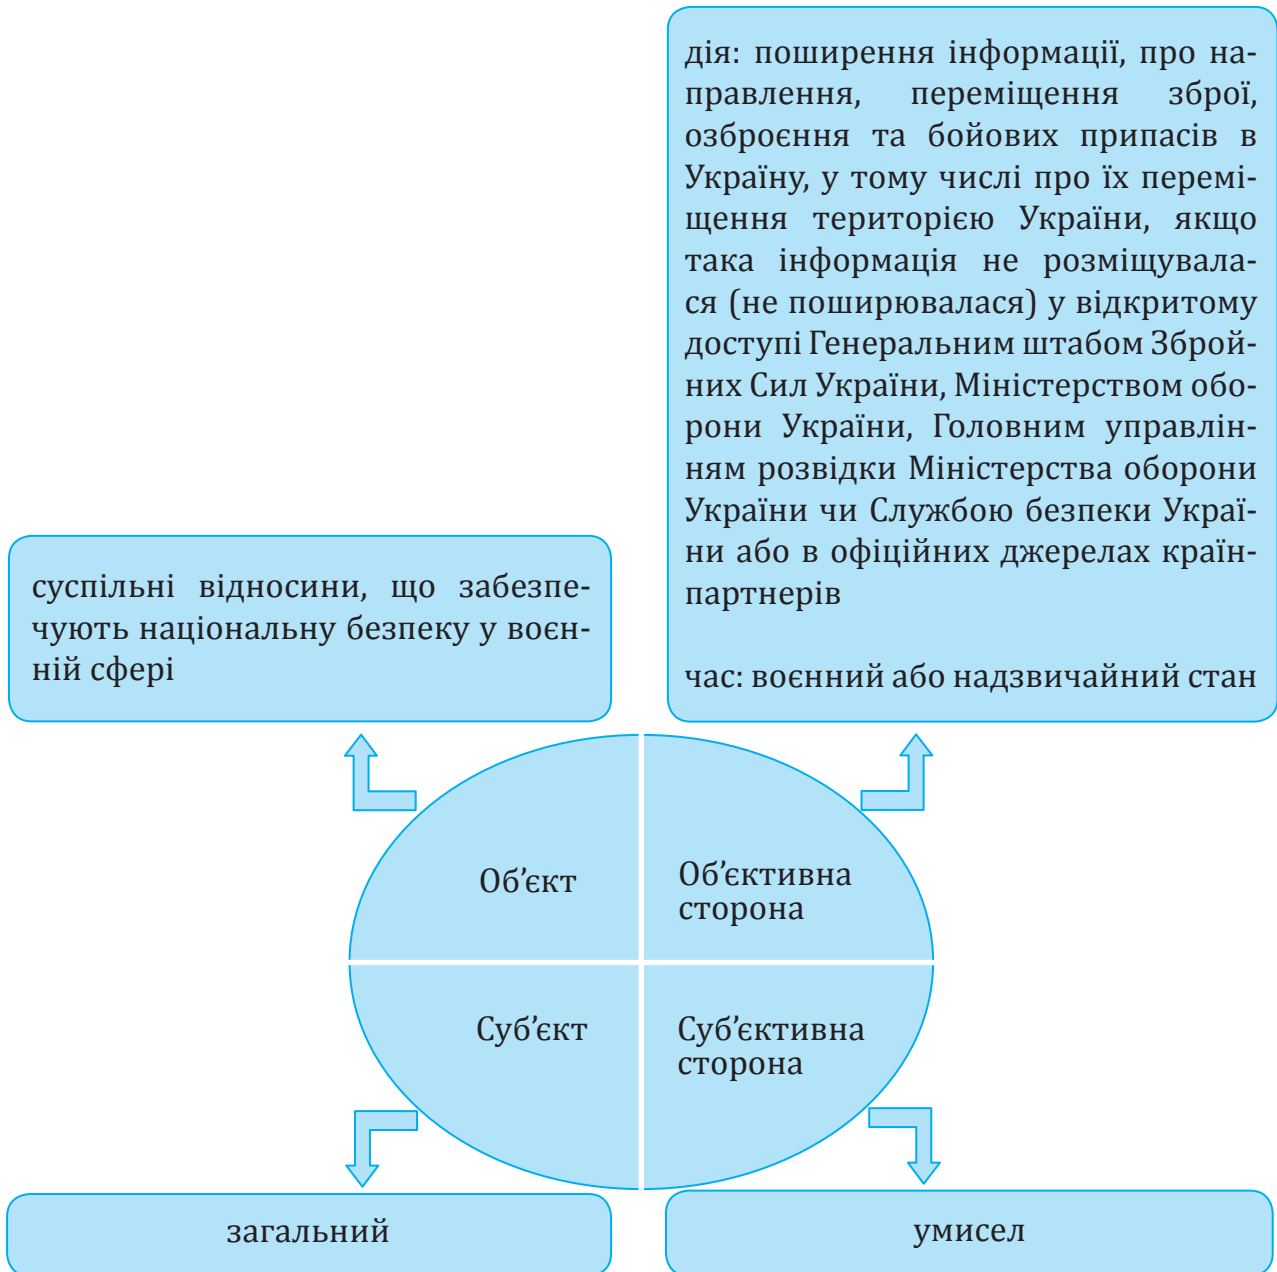 дія: поширення інформації, про на-
правлення, переміщення зброї,
озброєння та бойових припасів в
Україну, у тому числі про їх перемі-
щення територією України, якщо
така інформація не розміщувала-
ся (не поширювалася) у відкритому
доступі Генеральним штабом Зброй-
них Сил України, Міністерством обо-
рони України, Головним управлін-
ням розвідки Міністерства оборони
України чи Службою безпеки Украї-
ни або в офіційних джерелах країн-
партнерів
час: воєнний або надзвичайний стан
суспільні відносини, що забезпе-
чують національну безпеку у воєн-
ній сфері
Об’єкт
Об’єктивна
сторона
Суб’єкт
Суб’єктивна
сторона
загальний
умисел